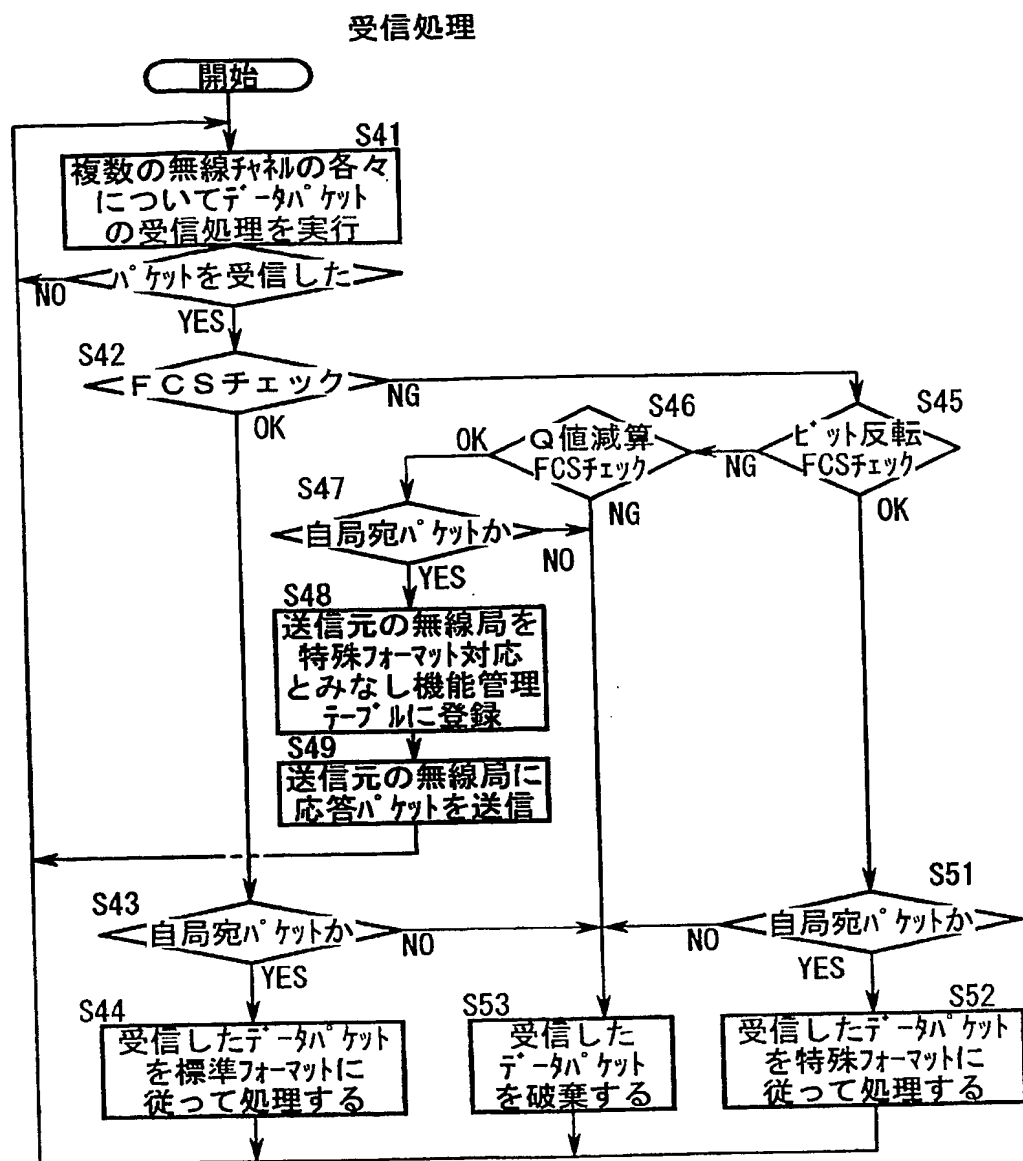 受信処理
開始
S41
複数の無線ﾁｬﾈﾙの各々
についてﾃﾞｰﾀﾊﾟｹｯﾄ
の受信処理を実行
ﾊﾟｹｯﾄを受信した
NO
YES
S42
ＦＣＳチェック
NG
OK
S45
ﾋﾞｯﾄ反転
FCSﾁｪｯｸ
NG
OK
S46
Ｑ値減算
FCSﾁｪｯｸ
OK
NG
S47
自局宛ﾊﾟｹｯﾄか
NO
YES
S48
送信元の無線局を
特殊ﾌｫｰﾏｯﾄ対応
とみなし機能管理
ﾃｰﾌﾞﾙに登録
S49
送信元の無線局に
応答ﾊﾟｹｯﾄを送信
S43
自局宛ﾊﾟｹｯﾄか
NO
YES
S51
自局宛ﾊﾟｹｯﾄか
NO
YES
S44
受信したﾃﾞｰﾀﾊﾟｹｯﾄ
を標準ﾌｫｰﾏｯﾄに
従って処理する
S53
受信した
ﾃﾞｰﾀﾊﾟｹｯﾄ
を破棄する
S52
受信したﾃﾞｰﾀﾊﾟｹｯﾄ
を特殊ﾌｫｰﾏｯﾄに
従って処理する